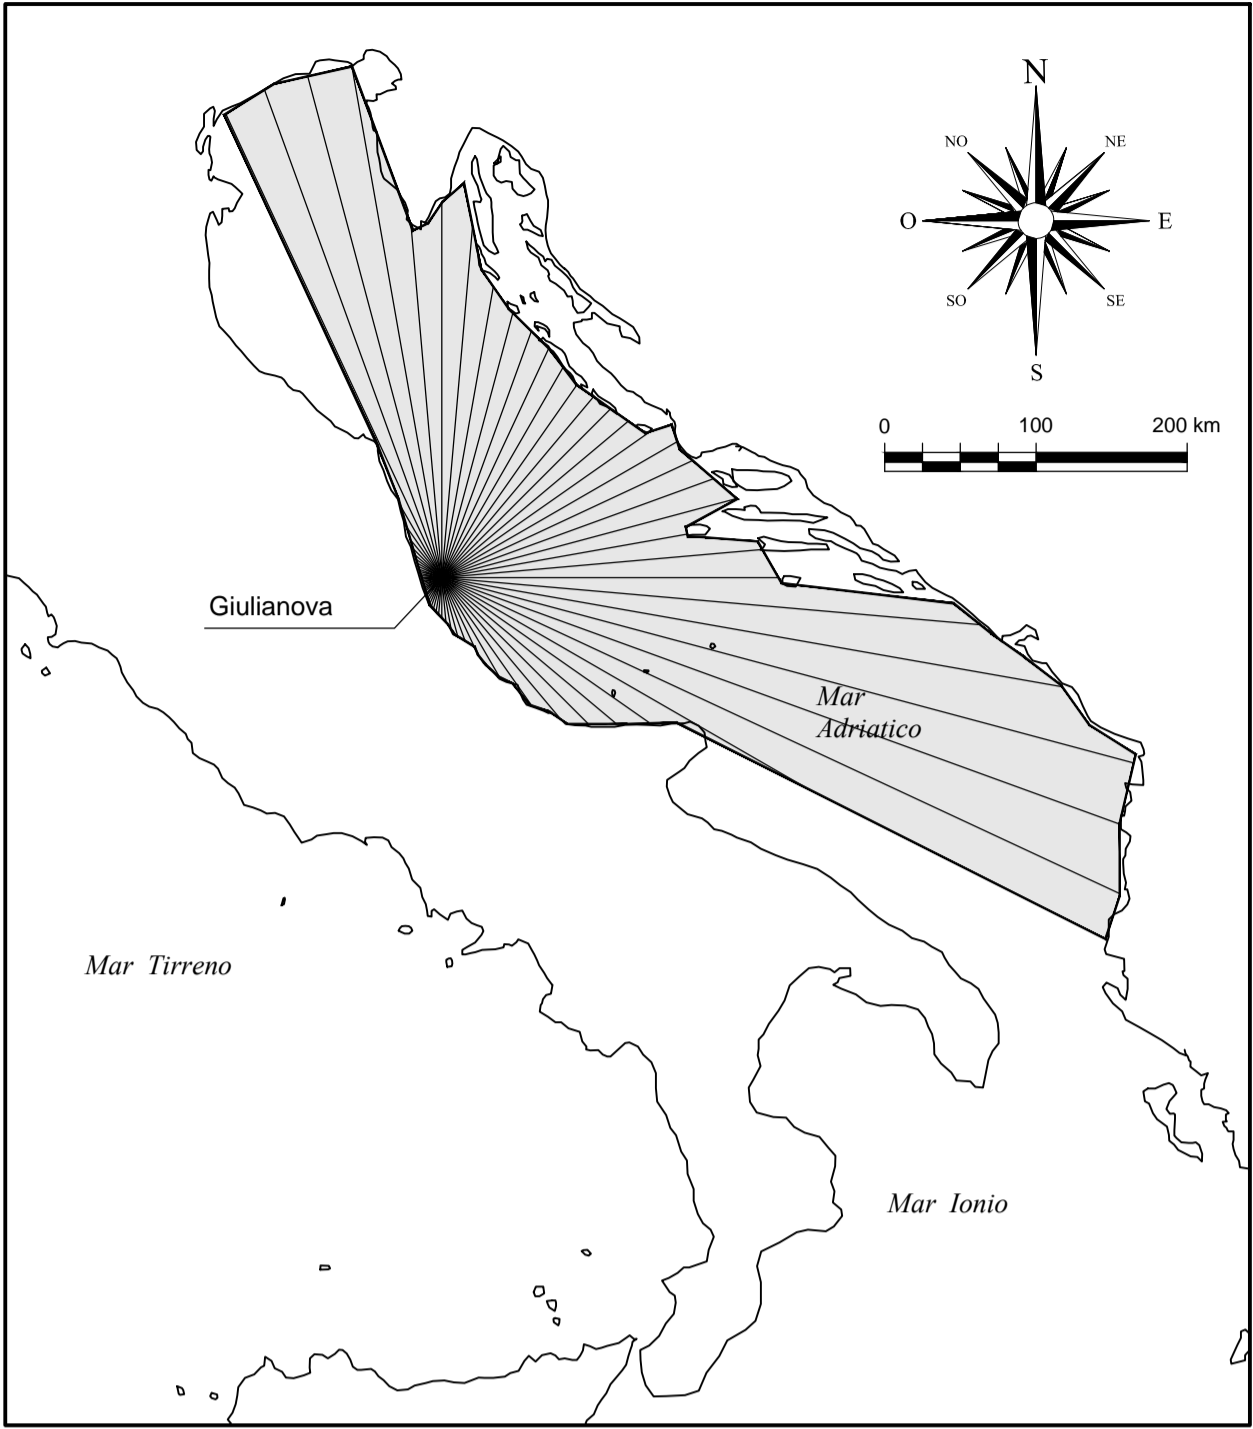 N
NO
NE
O
E
SO
SE
S
0 100 200 km
Giulianova
Mar
Adriatico
Mar Tirreno
Mar Ionio